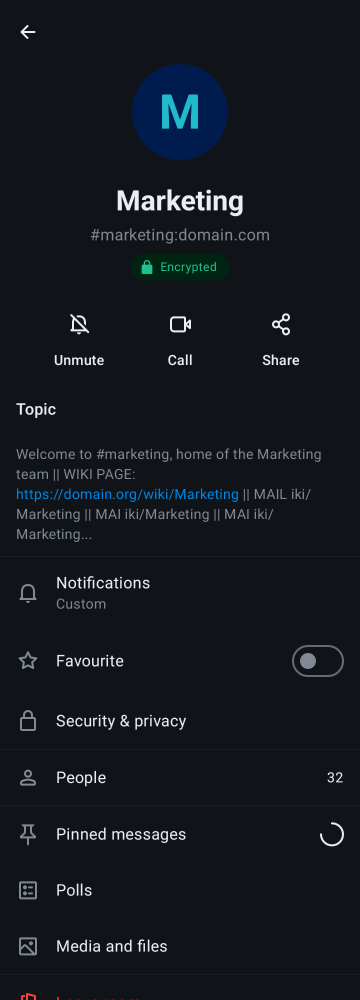 M
Marketing
#marketing:domain.com
Encrypted
Unmute Call Share
Topic
Welcome to #marketing, home of the Marketing
team || WIKI PAGE:
https://domain.org/wiki/Marketing || MAIL iki/
Marketing || MAI iki/Marketing || MAI iki/
Marketing...
Notifications
Custom
Favourite
Security & privacy
People 32
Pinned messages
Polls
Media and files